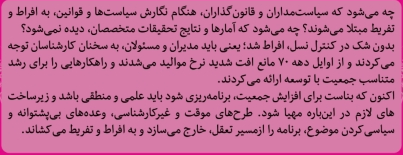 چه می‌شود که سیاست‌مداران و قانون‌گذاران، هنگام نگارش سیاست‌ها و قوانین، به افراط و
تفریط مبتلا می‌شوند؟ چه می‌شود که آمارها و نتایج تحقیقات متخصصان، دیده نمی‌شود؟
بدون شک در کنترل نسل، افراط شد؛ یعنی باید مدیران و مسئولان، به سخنان کارشناسان توجه
می‌کردند و از اوایل دهه ۷۰ مانع افت شدید نرخ موالید می‌شدند و راهکارهایی را برای رشد
متناسب جمعیت با توسعه ارائه می‌کردند.
اکنون که بناست برای افزایش جمعیت، برنامه‌ریزی شود باید علمی و منطقی باشد و زیرساخت
های لازم در این‌باره مهیا شود. طرح‌های موقت و غیرکارشناسی، وعده‌های بی‌پشتوانه و
سیاسی‌کردن موضوع، برنامه را ازمسیر تعقل، خارج می‌سازد و به افراط و تفریط می‌کشاند.